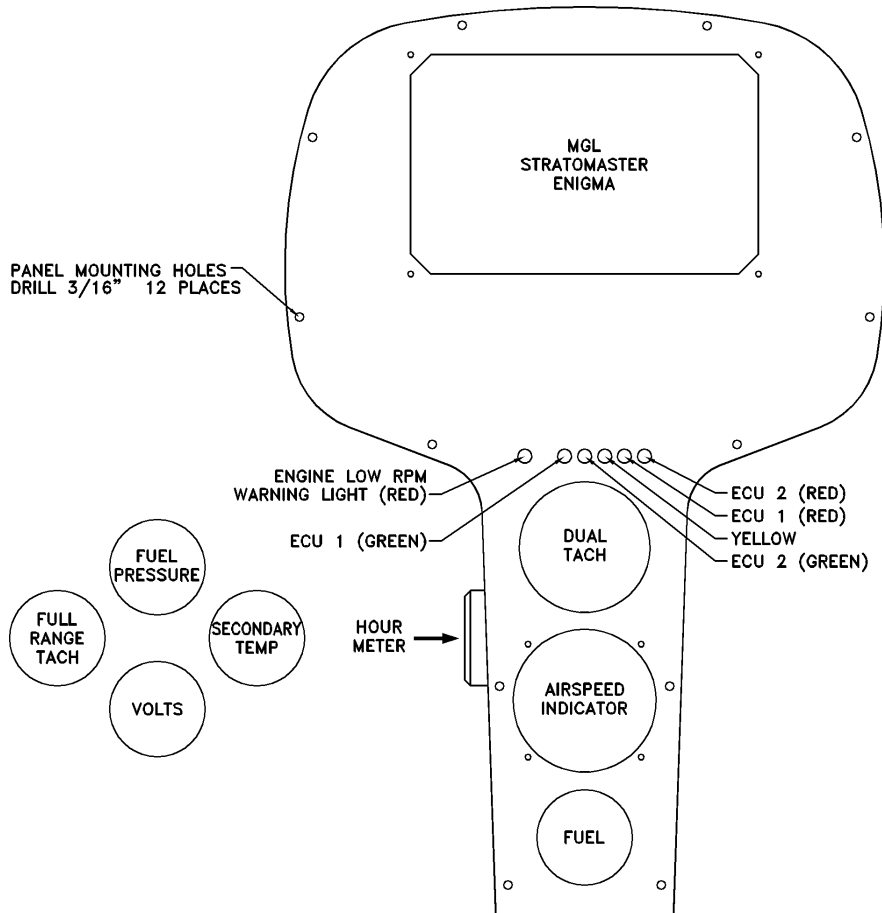 MGL
STRATOMASTER
ENIGMA
PANEL MOUNTING HOLES
DRILL 3/16" 12 PLACES
ENGINE LOW RPM
WARNING LIGHT (RED)
ECU 1 (GREEN)
ECU 2 (RED)
ECU 1 (RED)
YELLOW
ECU 2 (GREEN)
DUAL
TACH
FUEL
PRESSURE
FULL
RANGE
TACH
SECONDARY
TEMP
VOLTS
HOUR
METER
AIRSPEED
INDICATOR
FUEL